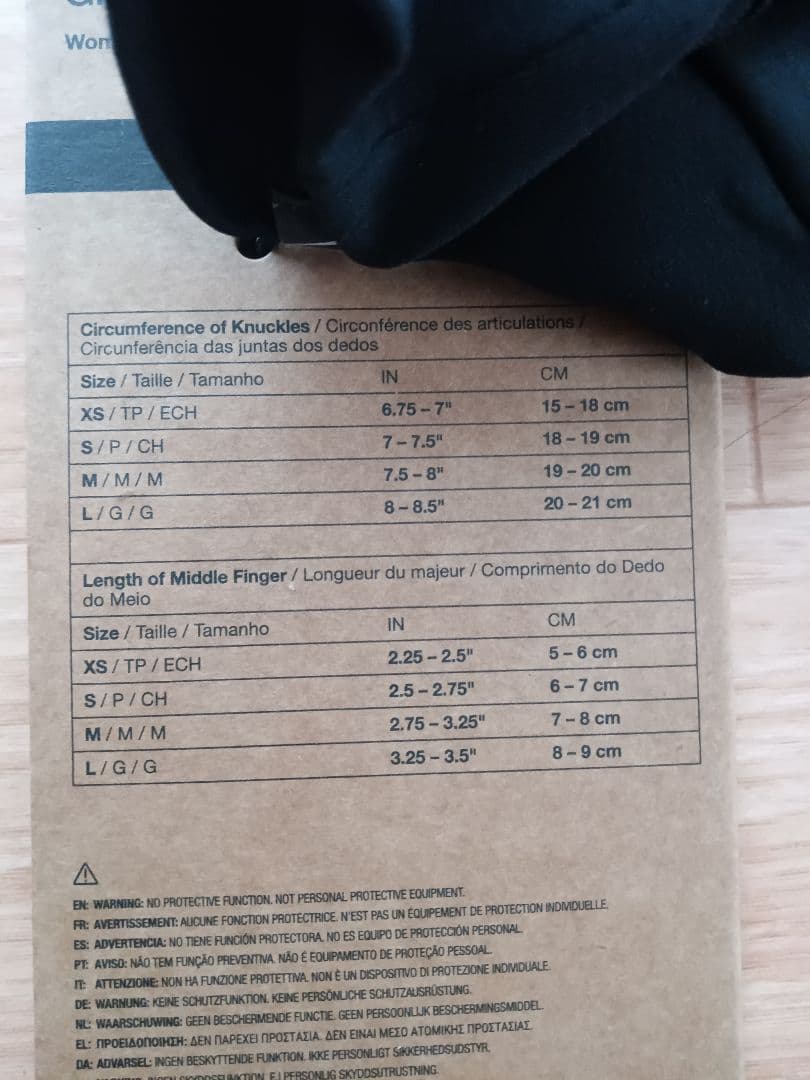 Circumference of Knuckles / Circonférence des articulations /
Circunferência das juntas dos dedos
Size / Taille / Tamanho IN CM
XS / TP / ECH 6.75 – 7" 15 – 18 cm
S / P / CH 7 – 7.5" 18 – 19 cm
M / M / M 7.5 – 8" 19 – 20 cm
L / G / G 8 – 8.5" 20 – 21 cm
Length of Middle Finger / Longueur du majeur / Comprimento do Dedo
do Meio
Size / Taille / Tamanho IN CM
XS / TP / ECH 2.25 – 2.5" 5 – 6 cm
S / P / CH 2.5 – 2.75" 6 – 7 cm
M / M / M 2.75 – 3.25" 7 – 8 cm
L / G / G 3.25 – 3.5" 8 – 9 cm
EN: WARNING: NO PROTECTIVE FUNCTION. NOT PERSONAL PROTECTIVE EQUIPMENT.
FR: AVERTISSEMENT: AUCUNE FONCTION PROTECTRICE. N'EST PAS UN ÉQUIPEMENT DE PROTECTION INDIVIDUELLE.
ES: ADVERTENCIA: NO TIENE FUNCIÓN PROTECTORA. NO ES EQUIPO DE PROTECCIÓN PERSONAL.
PT: AVISO: NÃO TEM FUNÇÃO PREVENTIVA. NÃO É EQUIPAMENTO DE PROTEÇÃO PESSOAL.
IT: ATTENZIONE: NON HA FUNZIONE PROTETTIVA. NON È UN DISPOSITIVO DI PROTEZIONE INDIVIDUALE.
DE: WARNUNG: KEINE SCHUTZFUNKTION. KEINE PERSÖNLICHE SCHUTZAUSRÜSTUNG.
NL: WAARSCHUWING: GEEN BESCHERMENDE FUNCTIE. GEEN PERSOONLIJK BESCHERMINGSMIDDEL.
EL: ΠΡΟΕΙΔΟΠΟΙΗΣΗ: ΔΕΝ ΠΑΡΕΧΕΙ ΠΡΟΣΤΑΣΙΑ. ΔΕΝ ΕΙΝΑΙ ΜΕΣΟ ΑΤΟΜΙΚΗΣ ΠΡΟΣΤΑΣΙΑΣ.
DA: ADVARSEL: INGEN BESKYTTENDE FUNKTION. IKKE PERSONLIGT SIKKERHEDSUDSTYR.
INGEN SKYDDSFUNKTION. EJ PERSONLIG SKYDDSUTRUSTNING.